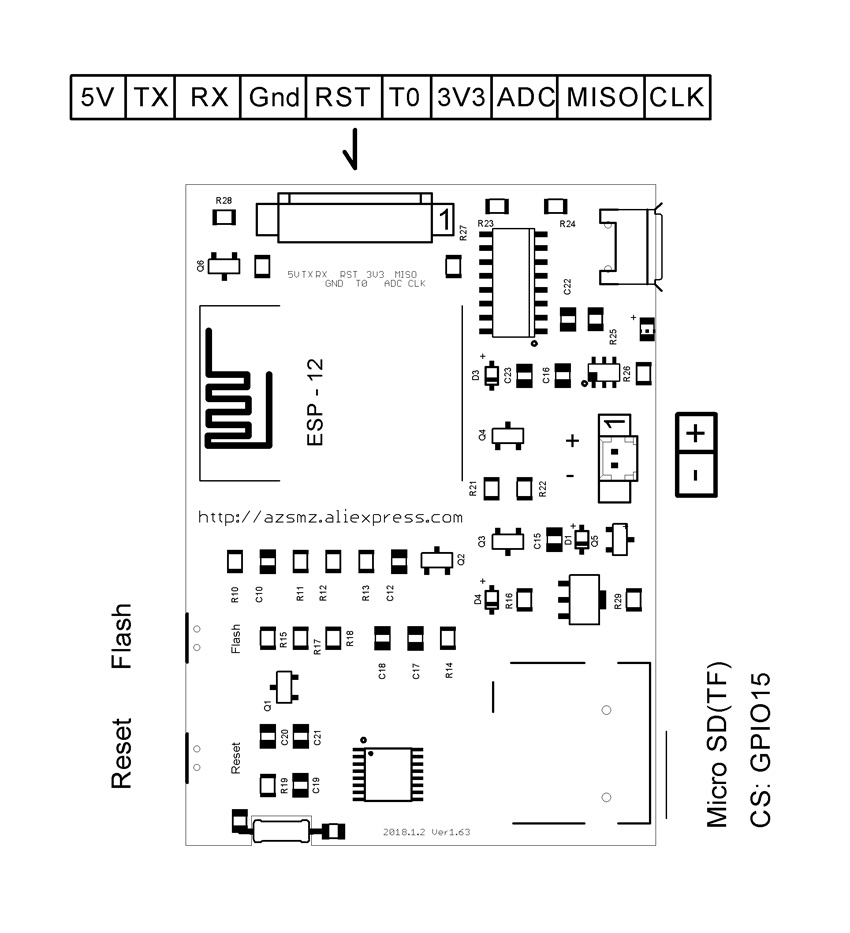 5V TX RX Gnd RST T0 3V3 ADC MISO CLK
R28
1
R27
R23
R24
Q6
5V TX RX RST 3V3 MISO
GND T0 ADC CLK
C22
+
R25
ESP - 12
+
D3
C23
C16
R26
Q4
+
-
1
+
-
R21
R22
http://azsmz.aliexpress.com
Q3
C15
+
D1
Q5
+
R10
C10
R11
R12
R13
C12
Q2
+
D4
R16
R29
Flash
Flash
R15
R17
R18
C18
C17
R14
Q1
Reset
Reset
C20
C21
R19
C19
Micro SD(TF)
CS: GPIO15
2018.1.2 Ver1.63